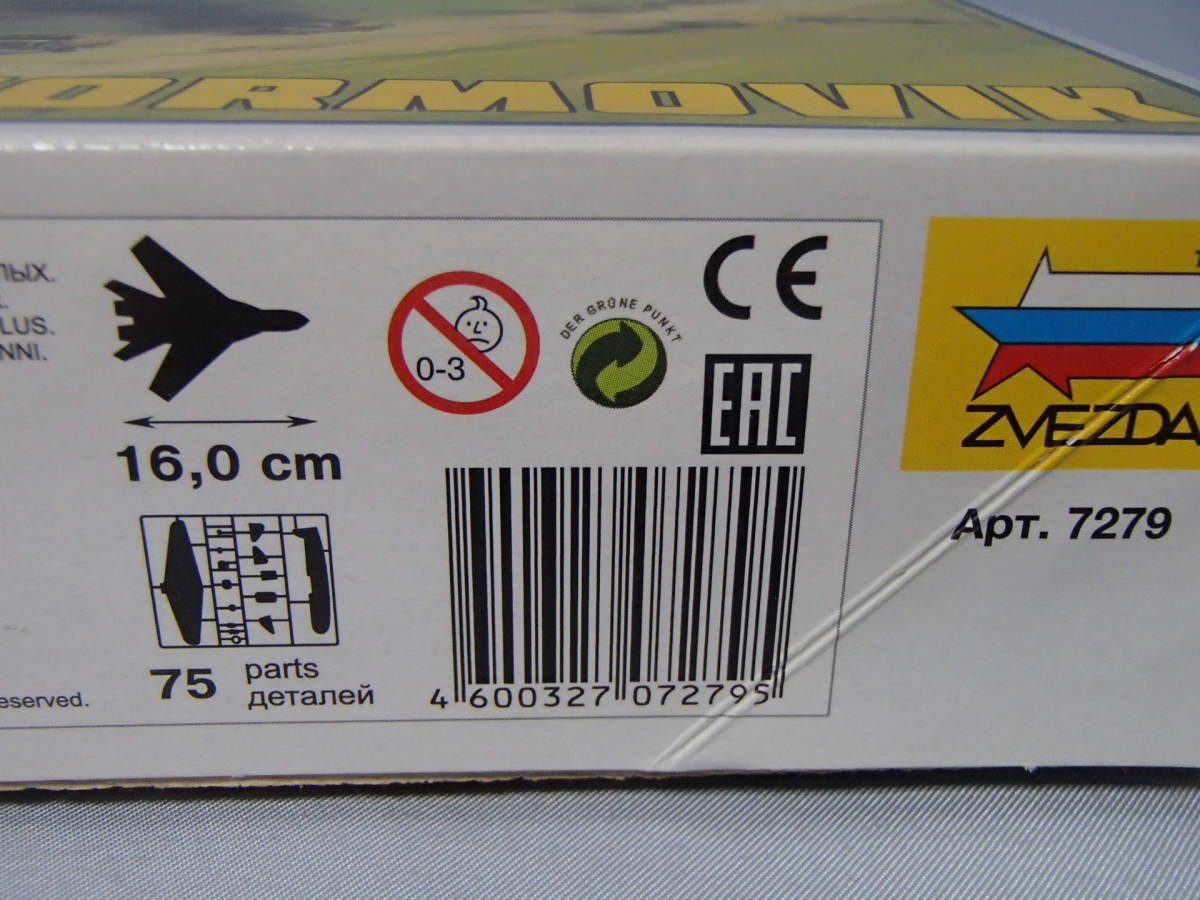 ORMOVIK
ЛЫХ.
LUS.
NNI.
0-3
DER GRÜNE PUNKT
CE
EAC
ZVEZDA
16,0 cm
Арт. 7279
75 parts
деталей
4 600327 072795
eserved.